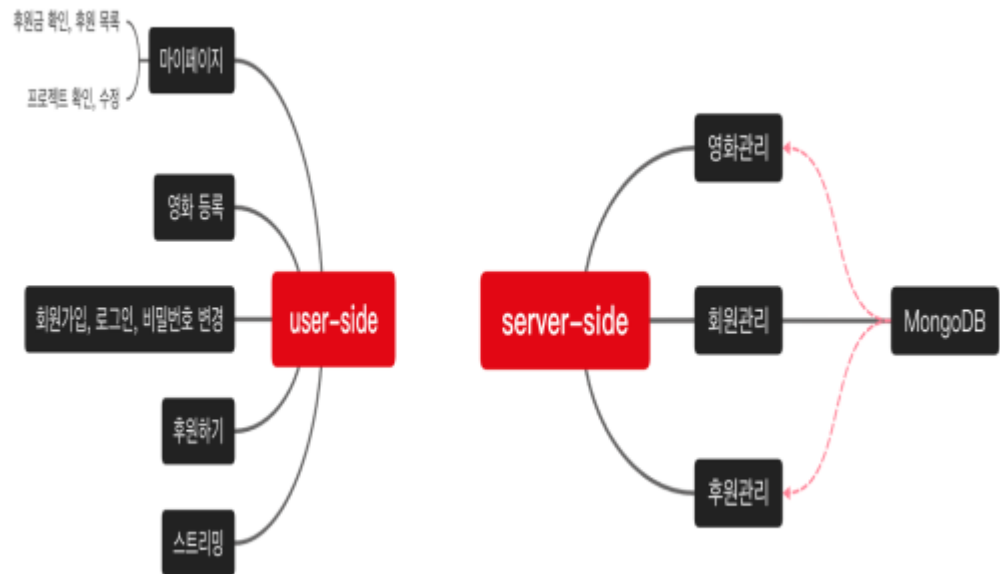 후원금 확인, 후원 목록
마이페이지
프로젝트 확인, 수정
영화 등록
회원가입, 로그인, 비밀번호 변경
user-side
후원하기
스트리밍
영화관리
server-side
회원관리
MongoDB
후원관리